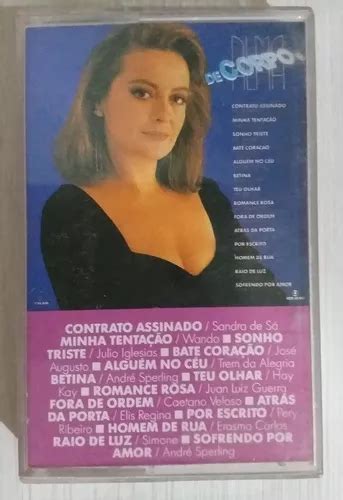 DE CORPO &
ALMA
CONTRATO ASSINADO
MINHA TENTAÇÃO
SONHO TRISTE
BATE CORAÇÃO
ALGUÉM NO CÉU
BETINA
TEU OLHAR
ROMANCE ROSA
FORA DE ORDEM
ATRÁS DA PORTA
POR ESCRITO
HOMEM DE RUA
RAIO DE LUZ
SOFRENDO POR AMOR
CONTRATO ASSINADO / Sandra de Sá
MINHA TENTAÇÃO / Wando ■ SONHO
TRISTE / Julio Iglesias ■ BATE CORAÇÃO / José
Augusto ■ ALGUÉM NO CÉU / Trem da Alegria
BETINA / André Sperling ■ TEU OLHAR / Hay
Kay ■ ROMANCE ROSA / Juan Luiz Guerra
FORA DE ORDEM / Caetano Veloso ■ ATRÁS
DA PORTA / Elis Regina ■ POR ESCRITO / Pery
Ribeiro ■ HOMEM DE RUA / Erasmo Carlos
RAIO DE LUZ / Simone ■ SOFRENDO POR
AMOR / André Sperling